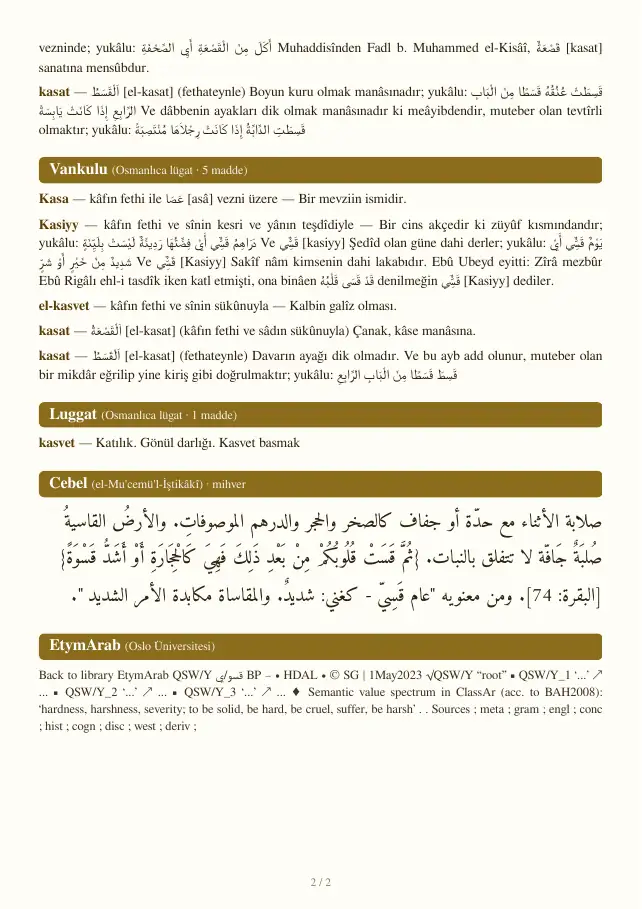 vezninde; yukâlu: أَكَلَ مِنَ الْقَصْعَةِ أَيِ الصَّحْفَةِ Muhaddisînden Fadl b. Muhammed el-Kisâî, قَصْعَةٌ [kasat]
sanatına mensûbdur.
kasat — اَلْقَسَطُ [el-kasat] (fethateynle) Boyun kuru olmak manâsınadır; yukâlu: قَسِطَتْ عُنُقُهُ قَسَطًا مِنَ الْبَابِ
الرَّابِعِ إِذَا كَانَتْ يَابِسَةً Ve dâbbenin ayakları dik olmak manâsınadır ki meâyibdendir, muteber olan tevtîrli
olmaktır; yukâlu: قَسِطَتِ الدَّابَّةُ إِذَا كَانَتْ رِجْلَاهَا مُنْتَصِبَةً
Vankulu (Osmanlıca lügat · 5 madde)
Kasa — kâfın fethi ile عَصَا [asâ] vezni üzere — Bir mevziin ismidir.
Kasiyy — kâfın fethi ve sînin kesri ve yânın teşdîdiyle — Bir cins akçedir ki züyûf kısmındandır;
yukâlu: دَرَاهِمُ قَسِّي أَيْ فِضَّتُهَا رَدِيئَةٌ لَيْسَتْ بِلَيِّنَةٍ Ve قَسِّي [kasiyy] Şedîd olan güne dahi derler; yukâlu: يَوْمٌ قَسِّي أَيْ
شَدِيدٌ مِنْ حَرٍّ أَوْ شَرٍّ Ve قَسِّي [Kasiyy] Sakîf nâm kimsenin dahi lakabıdır. Ebû Ubeyd eyitti: Zîrâ mezbûr
Ebû Rigâlı ehl-i tasdîk iken katl etmişti, ona binâen قَدْ قَسَى قَلْبُهُ denilmeğin قَسِّي [Kasiyy] dediler.
el-kasvet — kâfın fethi ve sînin sükûnuyla — Kalbin galîz olması.
kasat — اَلْقَصْعَةُ [el-kasat] (kâfın fethi ve sâdın sükûnuyla) Çanak, kâse manâsına.
kasat — اَلْقَسَطُ [el-kasat] (fethateynle) Davarın ayağı dik olmadır. Ve bu ayb add olunur, muteber olan
bir mikdâr eğrilip yine kiriş gibi doğrulmaktır; yukâlu: قَسِطَ قَسَطًا مِنَ الْبَابِ الرَّابِعِ
Luggat (Osmanlıca lügat · 1 madde)
kasvet — Katılık. Gönül darlığı. Kasvet basmak
Cebel (el-Mu'cemü'l-İştikâkî) · mihver
صلابة الأثناء مع حدّة أو جفاف كالصخر والحجر والدرهم الموصوفاتِ. والأرضُ القاسيةُ
صُلبَةٌ جَافّة لا تتفلق بالنبات. {ثُمَّ قَسَتْ قُلُوبُكُمْ مِنْ بَعْدِ ذَلِكَ فَهِيَ كَالْحِجَارَةِ أَوْ أَشَدُّ قَسْوَةً}
[البقرة: 74]. ومن معنويه "عام قَسِيّ - كغني: شديدٌ. والمقاساة مكابدة الأمر الشديد ".
EtymArab (Oslo Üniversitesi)
Back to library EtymArab QSW/Y قسو/ي BP – • HDAL • © SG | 1May2023 √QSW/Y “root” ▪ QSW/Y_1 ‘...’ ↗
... ▪ QSW/Y_2 ‘...’ ↗ ... ▪ QSW/Y_3 ‘...’ ↗ ... ♦ Semantic value spectrum in ClassAr (acc. to BAH2008):
‘hardness, harshness, severity; to be solid, be hard, be cruel, suffer, be harsh’ . . Sources ; meta ; gram ; engl ; conc
; hist ; cogn ; disc ; west ; deriv ;
2 / 2